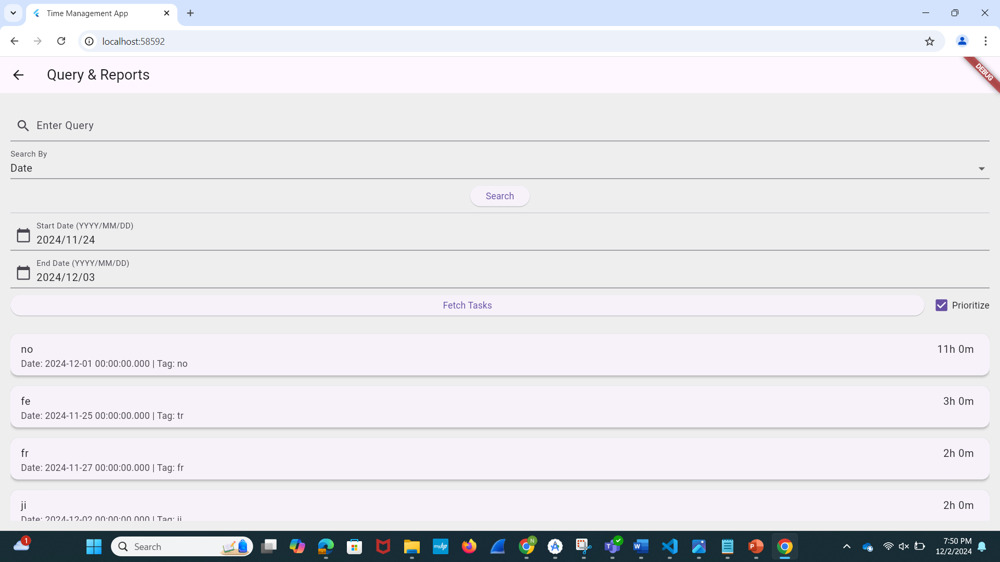 Time Management App
localhost:58592
Query & Reports
DEBUG
Enter Query
Search By
Date
Search
Start Date (YYYY/MM/DD)
2024/11/24
End Date (YYYY/MM/DD)
2024/12/03
Fetch Tasks
Prioritize
no
11h 0m
Date: 2024-12-01 00:00:00.000 | Tag: no
fe
3h 0m
Date: 2024-11-25 00:00:00.000 | Tag: tr
fr
2h 0m
Date: 2024-11-27 00:00:00.000 | Tag: fr
ji
2h 0m
Date: 2024-12-02 00:00:00.000 | Tag: ji
1
Search
myhp
N
T
W
P
7:50 PM
12/2/2024